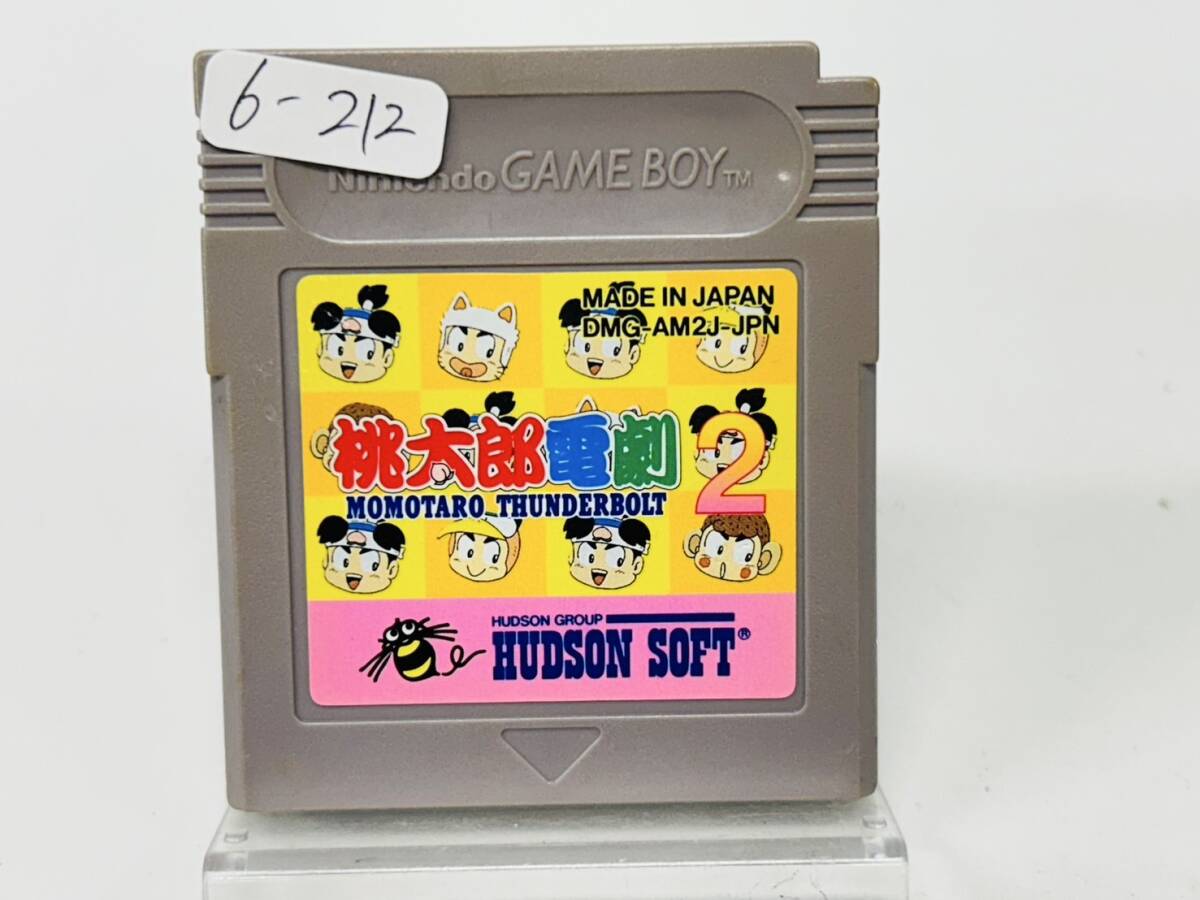 6-212
Nintendo GAME BOY™
MADE IN JAPAN
DMG-AM2J-JPN
桃太郎電劇2
MOMOTARO THUNDERBOLT
HUDSON GROUP
HUDSON SOFT®